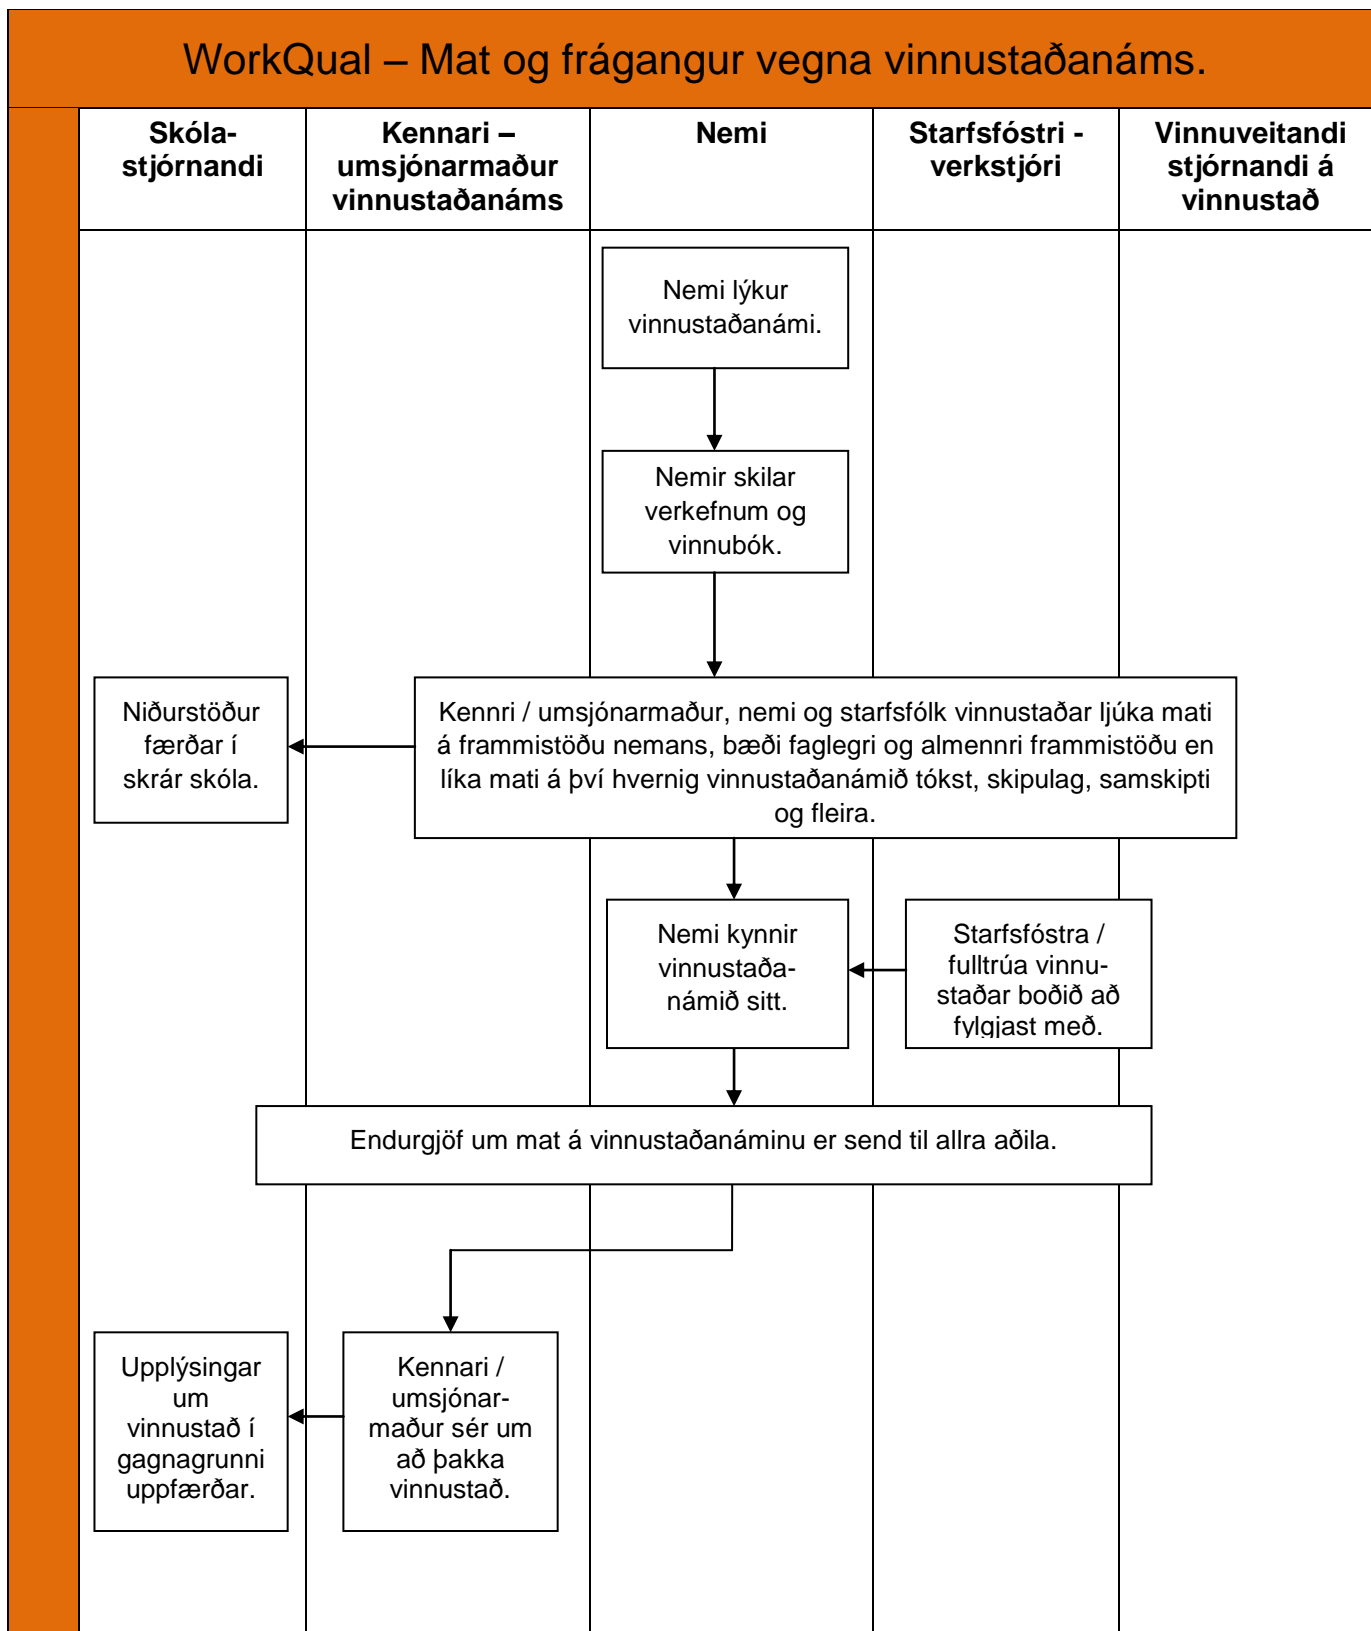 WorkQual – Mat og frágangur vegna vinnustaðanáms.
Skóla-
stjórnandi
Kennari –
umsjónarmaður
vinnustaðanáms
Nemi
Starfsfóstri -
verkstjóri
Vinnuveitandi
stjórnandi á
vinnustað
Nemi lýkur
vinnustaðanámi.
Nemir skilar
verkefnum og
vinnubók.
Niðurstöður
færðar í
skrár skóla.
Kennri / umsjónarmaður, nemi og starfsfólk vinnustaðar ljúka mati
á frammistöðu nemans, bæði faglegri og almennri frammistöðu en
líka mati á því hvernig vinnustaðanámið tókst, skipulag, samskipti
og fleira.
Nemi kynnir
vinnustaða-
námið sitt.
Starfsfóstra /
fulltrúa vinnu-
staðar boðið að
fylgjast með.
Endurgjöf um mat á vinnustaðanáminu er send til allra aðila.
Upplýsingar
um
vinnustað í
gagnagrunni
uppfærðar.
Kennari /
umsjónar-
maður sér um
að þakka
vinnustað.